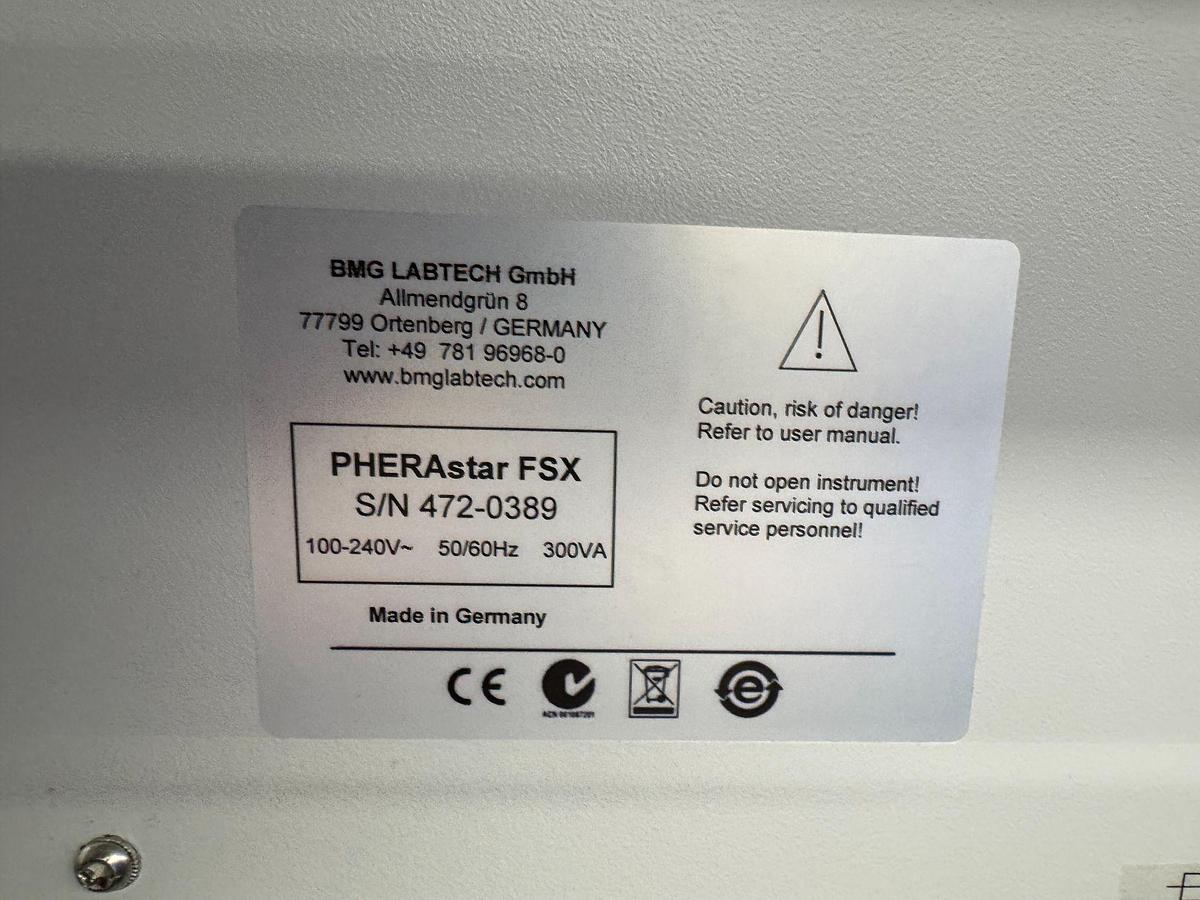 BMG LABTECH GmbH
Allmendgrün 8
77799 Ortenberg / GERMANY
Tel: +49 781 96968-0
www.bmglabtech.com
PHERAstar FSX
S/N 472-0389
100-240V~ 50/60Hz 300VA
Made in Germany
Caution, risk of danger!
Refer to user manual.
Do not open instrument!
Refer servicing to qualified
service personnel!
CE
e